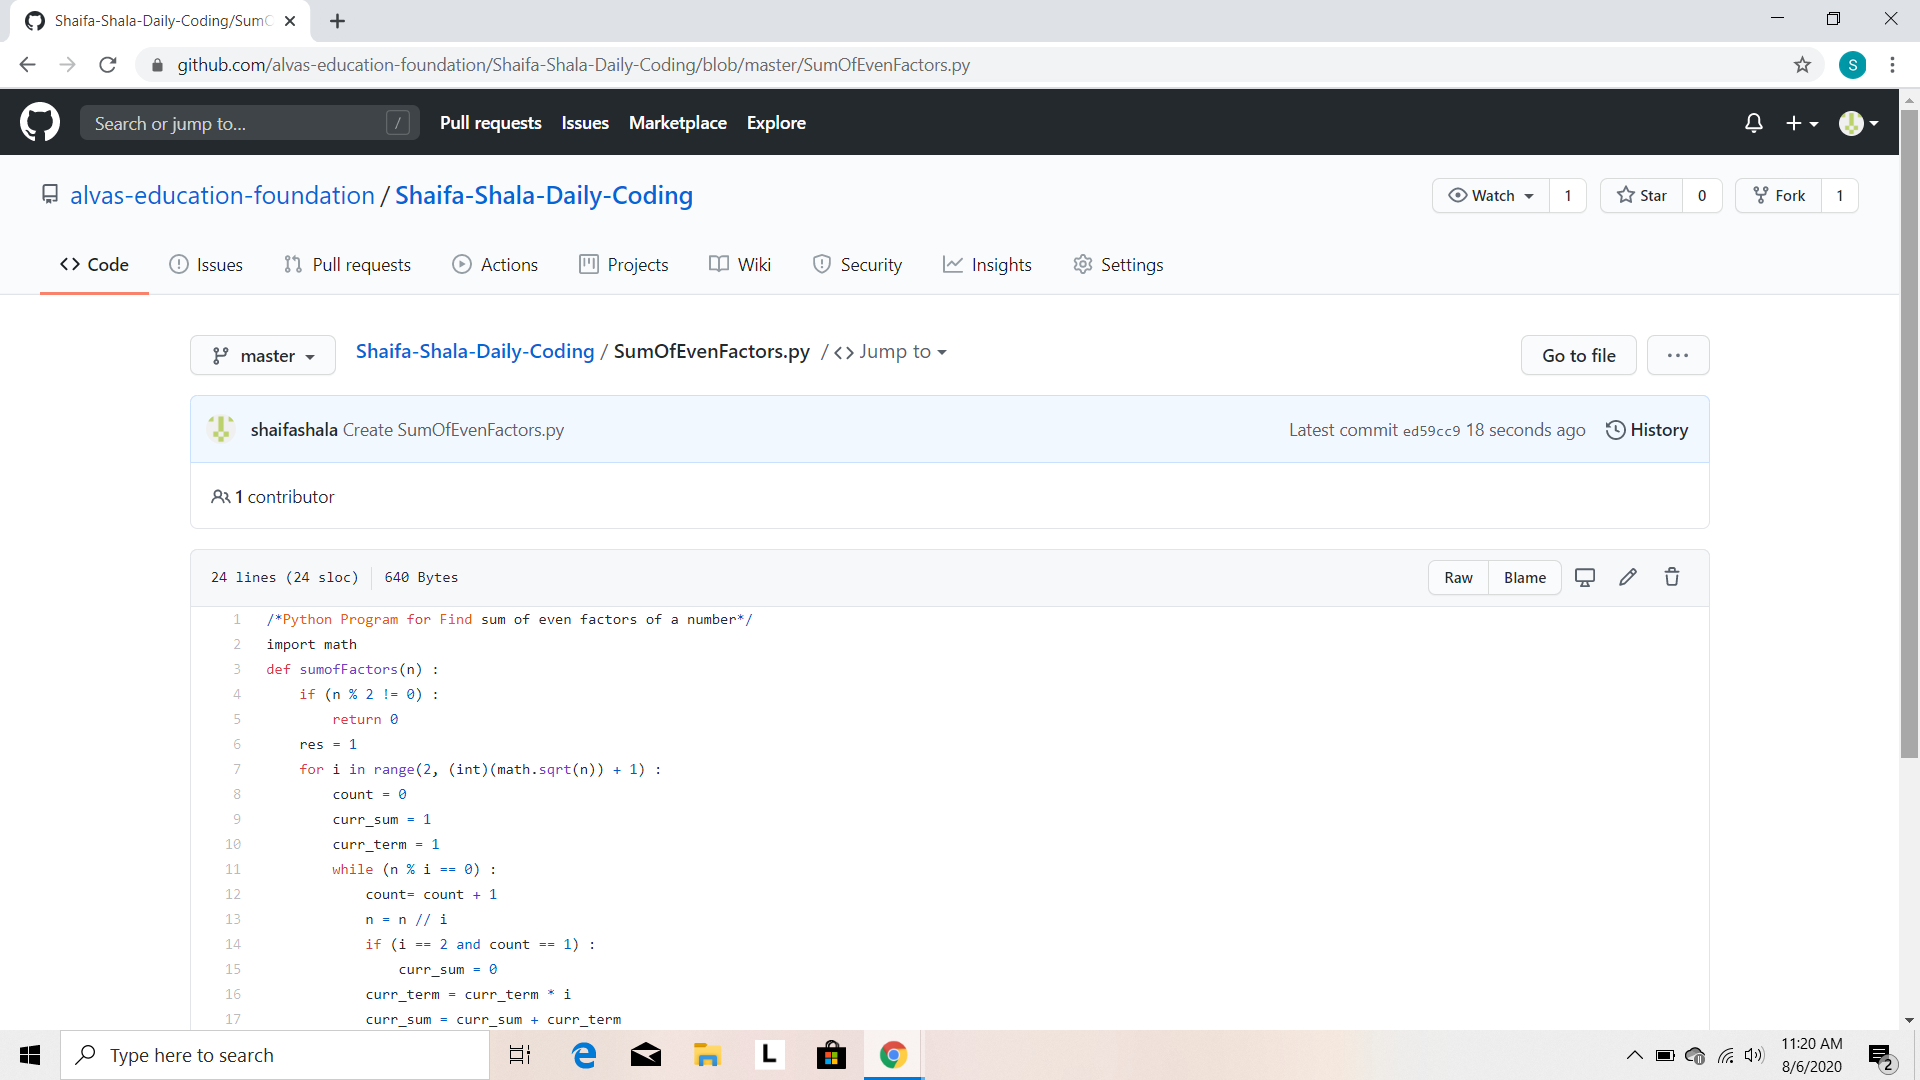 Shaifa-Shala-Daily-Coding/SumO
github.com/alvas-education-foundation/Shaifa-Shala-Daily-Coding/blob/master/SumOfEvenFactors.py
S
Search or jump to... /
Pull requests Issues Marketplace Explore
alvas-education-foundation / Shaifa-Shala-Daily-Coding
Watch 1 Star 0 Fork 1
Code Issues Pull requests Actions Projects Wiki Security Insights Settings
master Shaifa-Shala-Daily-Coding / SumOfEvenFactors.py / <> Jump to Go to file ...
shaifashala Create SumOfEvenFactors.py Latest commit ed59cc9 18 seconds ago History
1 contributor
24 lines (24 sloc) 640 Bytes Raw Blame
1 /*Python Program for Find sum of even factors of a number*/
2 import math
3 def sumofFactors(n) :
4     if (n % 2 != 0) :
5         return 0
6     res = 1
7     for i in range(2, (int)(math.sqrt(n)) + 1) :
8         count = 0
9         curr_sum = 1
10         curr_term = 1
11         while (n % i == 0) :
12             count= count + 1
13             n = n // i
14             if (i == 2 and count == 1) :
15                 curr_sum = 0
16             curr_term = curr_term * i
17             curr_sum = curr_sum + curr_term
Type here to search
L
11:20 AM
8/6/2020
2